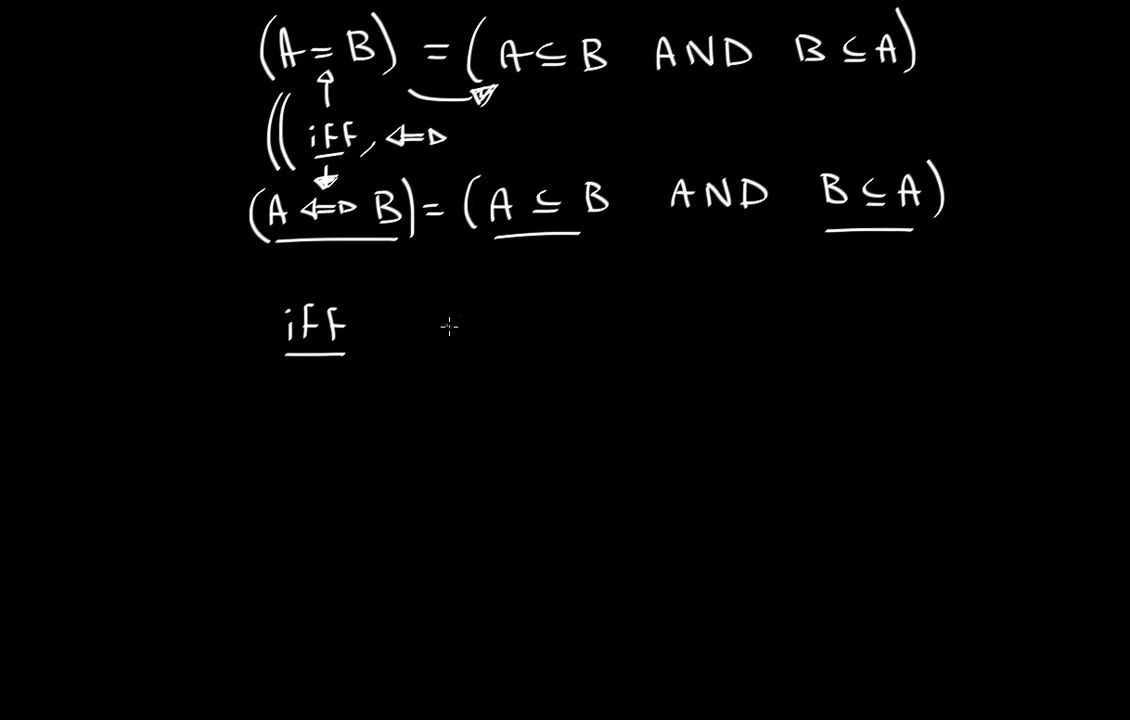 (A = B) = (A ⊆ B AND B ⊆ A)
(( iff, ⇔
(A ⇔ B) = (A ⊆ B AND B ⊆ A)
iff